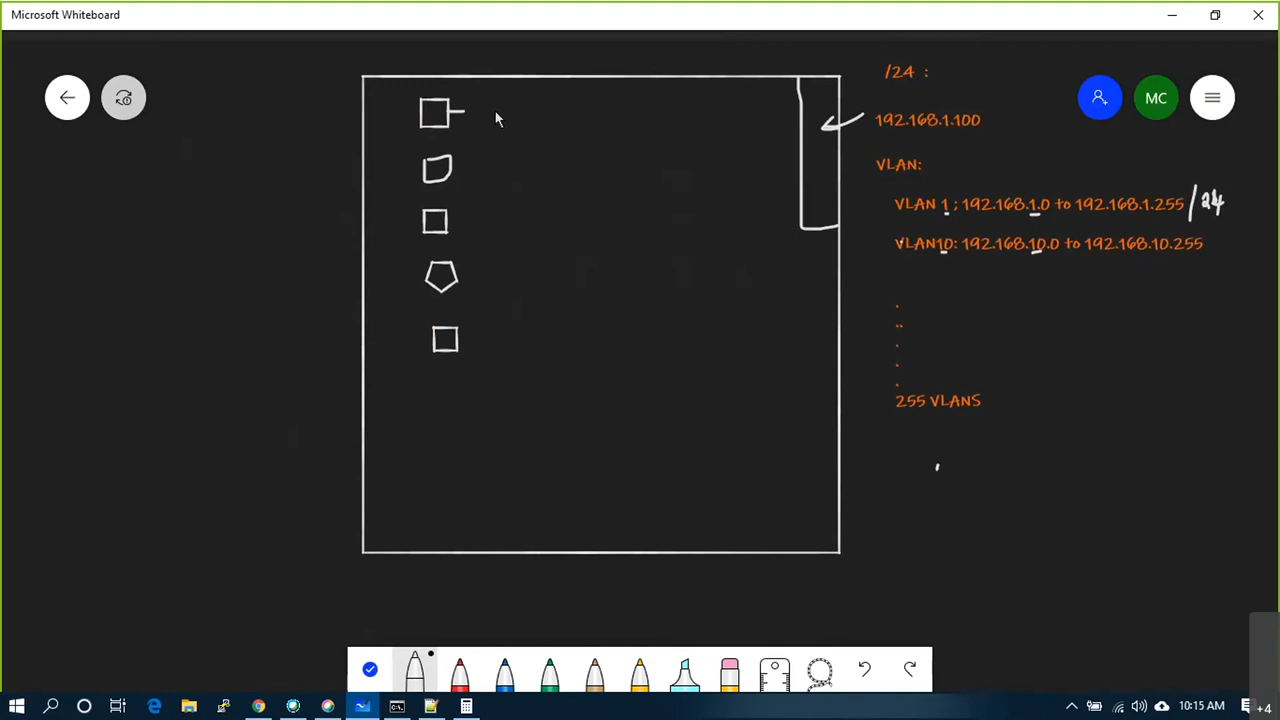 Microsoft Whiteboard
/24 :
MC
192.168.1.100
VLAN:
VLAN 1 ; 192.168.1.0 to 192.168.1.255 /24
VLAN10: 192.168.10.0 to 192.168.10.255
.
..
.
.
.
255 VLANS
10:15 AM
+4